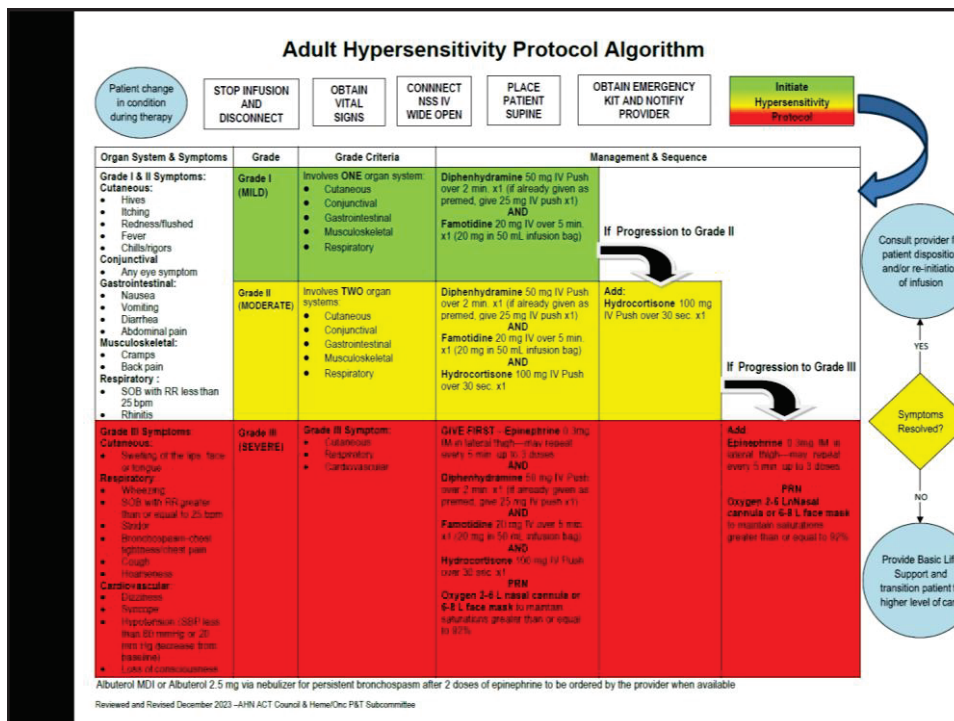 Adult Hypersensitivity Protocol Algorithm
Patient change
in condition
during therapy
STOP INFUSION
AND
DISCONNECT
OBTAIN
VITAL
SIGNS
CONNNECT
NSS IV
WIDE OPEN
PLACE
PATIENT
SUPINE
OBTAIN EMERGENCY
KIT AND NOTIFIY
PROVIDER
Initiate
Hypersensitivity
Protocol
Organ System & Symptoms
Grade
Grade Criteria
Management & Sequence
Grade I & II Symptoms:
Cutaneous:
• Hives
• Itching
• Redness/flushed
• Fever
• Chills/rigors
Conjunctival
• Any eye symptom
Gastrointestinal:
• Nausea
• Vomiting
• Diarrhea
• Abdominal pain
Musculoskeletal:
• Cramps
• Back pain
Respiratory :
• SOB with RR less than
25 bpm
• Rhinitis
Grade I
(MILD)
Involves ONE organ system:
• Cutaneous
• Conjunctival
• Gastrointestinal
• Musculoskeletal
• Respiratory
Diphenhydramine 50 mg IV Push
over 2 min. x1 (if already given as
premed, give 25 mg IV push x1)
AND
Famotidine 20 mg IV over 5 min.
x1 (20 mg in 50 mL infusion bag)
If Progression to Grade II
Grade II
(MODERATE)
Involves TWO organ
systems:
• Cutaneous
• Conjunctival
• Gastrointestinal
• Musculoskeletal
• Respiratory
Diphenhydramine 50 mg IV Push
over 2 min. x1 (if already given as
premed, give 25 mg IV push x1)
AND
Famotidine 20 mg IV over 5 min.
x1 (20 mg in 50 mL infusion bag)
AND
Hydrocortisone 100 mg IV Push
over 30 sec. x1
Add:
Hydrocortisone 100 mg
IV Push over 30 sec. x1
If Progression to Grade III
Grade III Symptoms:
Cutaneous:
• Swelling of the lips, face
or tongue
Respiratory:
• Wheezing
• SOB with RR greater
than or equal to 25 bpm
• Stridor
• Bronchospasm-chest
tightness/chest pain
• Cough
• Hoarseness
Cardiovascular:
• Dizziness
• Syncope
• Hypotension (SBP less
than 80 mmHg or 20
mm Hg decrease from
baseline)
• Loss of consciousness
Grade III
(SEVERE)
Grade III Symptom:
• Cutaneous
• Respiratory
• Cardiovascular
GIVE FIRST - Epinephrine 0.3mg
IM in lateral thigh—may repeat
every 5 min. up to 3 doses
AND
Diphenhydramine 50 mg IV Push
over 2 min. x1 (if already given as
premed, give 25 mg IV push x1)
AND
Famotidine 20 mg IV over 5 min.
x1 (20 mg in 50 mL infusion bag)
AND
Hydrocortisone 100 mg IV Push
over 30 sec. x1
PRN
Oxygen 2-6 L nasal cannula or
6-8 L face mask to maintain
saturations greater than or equal
to 92%
Add
Epinephrine 0.3mg IM in
lateral thigh—may repeat
every 5 min. up to 3 doses
PRN
Oxygen 2-6 L Nasal
cannula or 6-8 L face mask
to maintain saturations
greater than or equal to 92%
Consult provider
patient disposition
and/or re-initiation
of infusion
YES
Symptoms
Resolved?
NO
Provide Basic
Support and
transition patient
higher level of
Albuterol MDI or Albuterol 2.5 mg via nebulizer for persistent bronchospasm after 2 doses of epinephrine to be ordered by the provider when available
Reviewed and Revised December 2023 –AHN ACT Council & Heme/Onc P&T Subcommittee